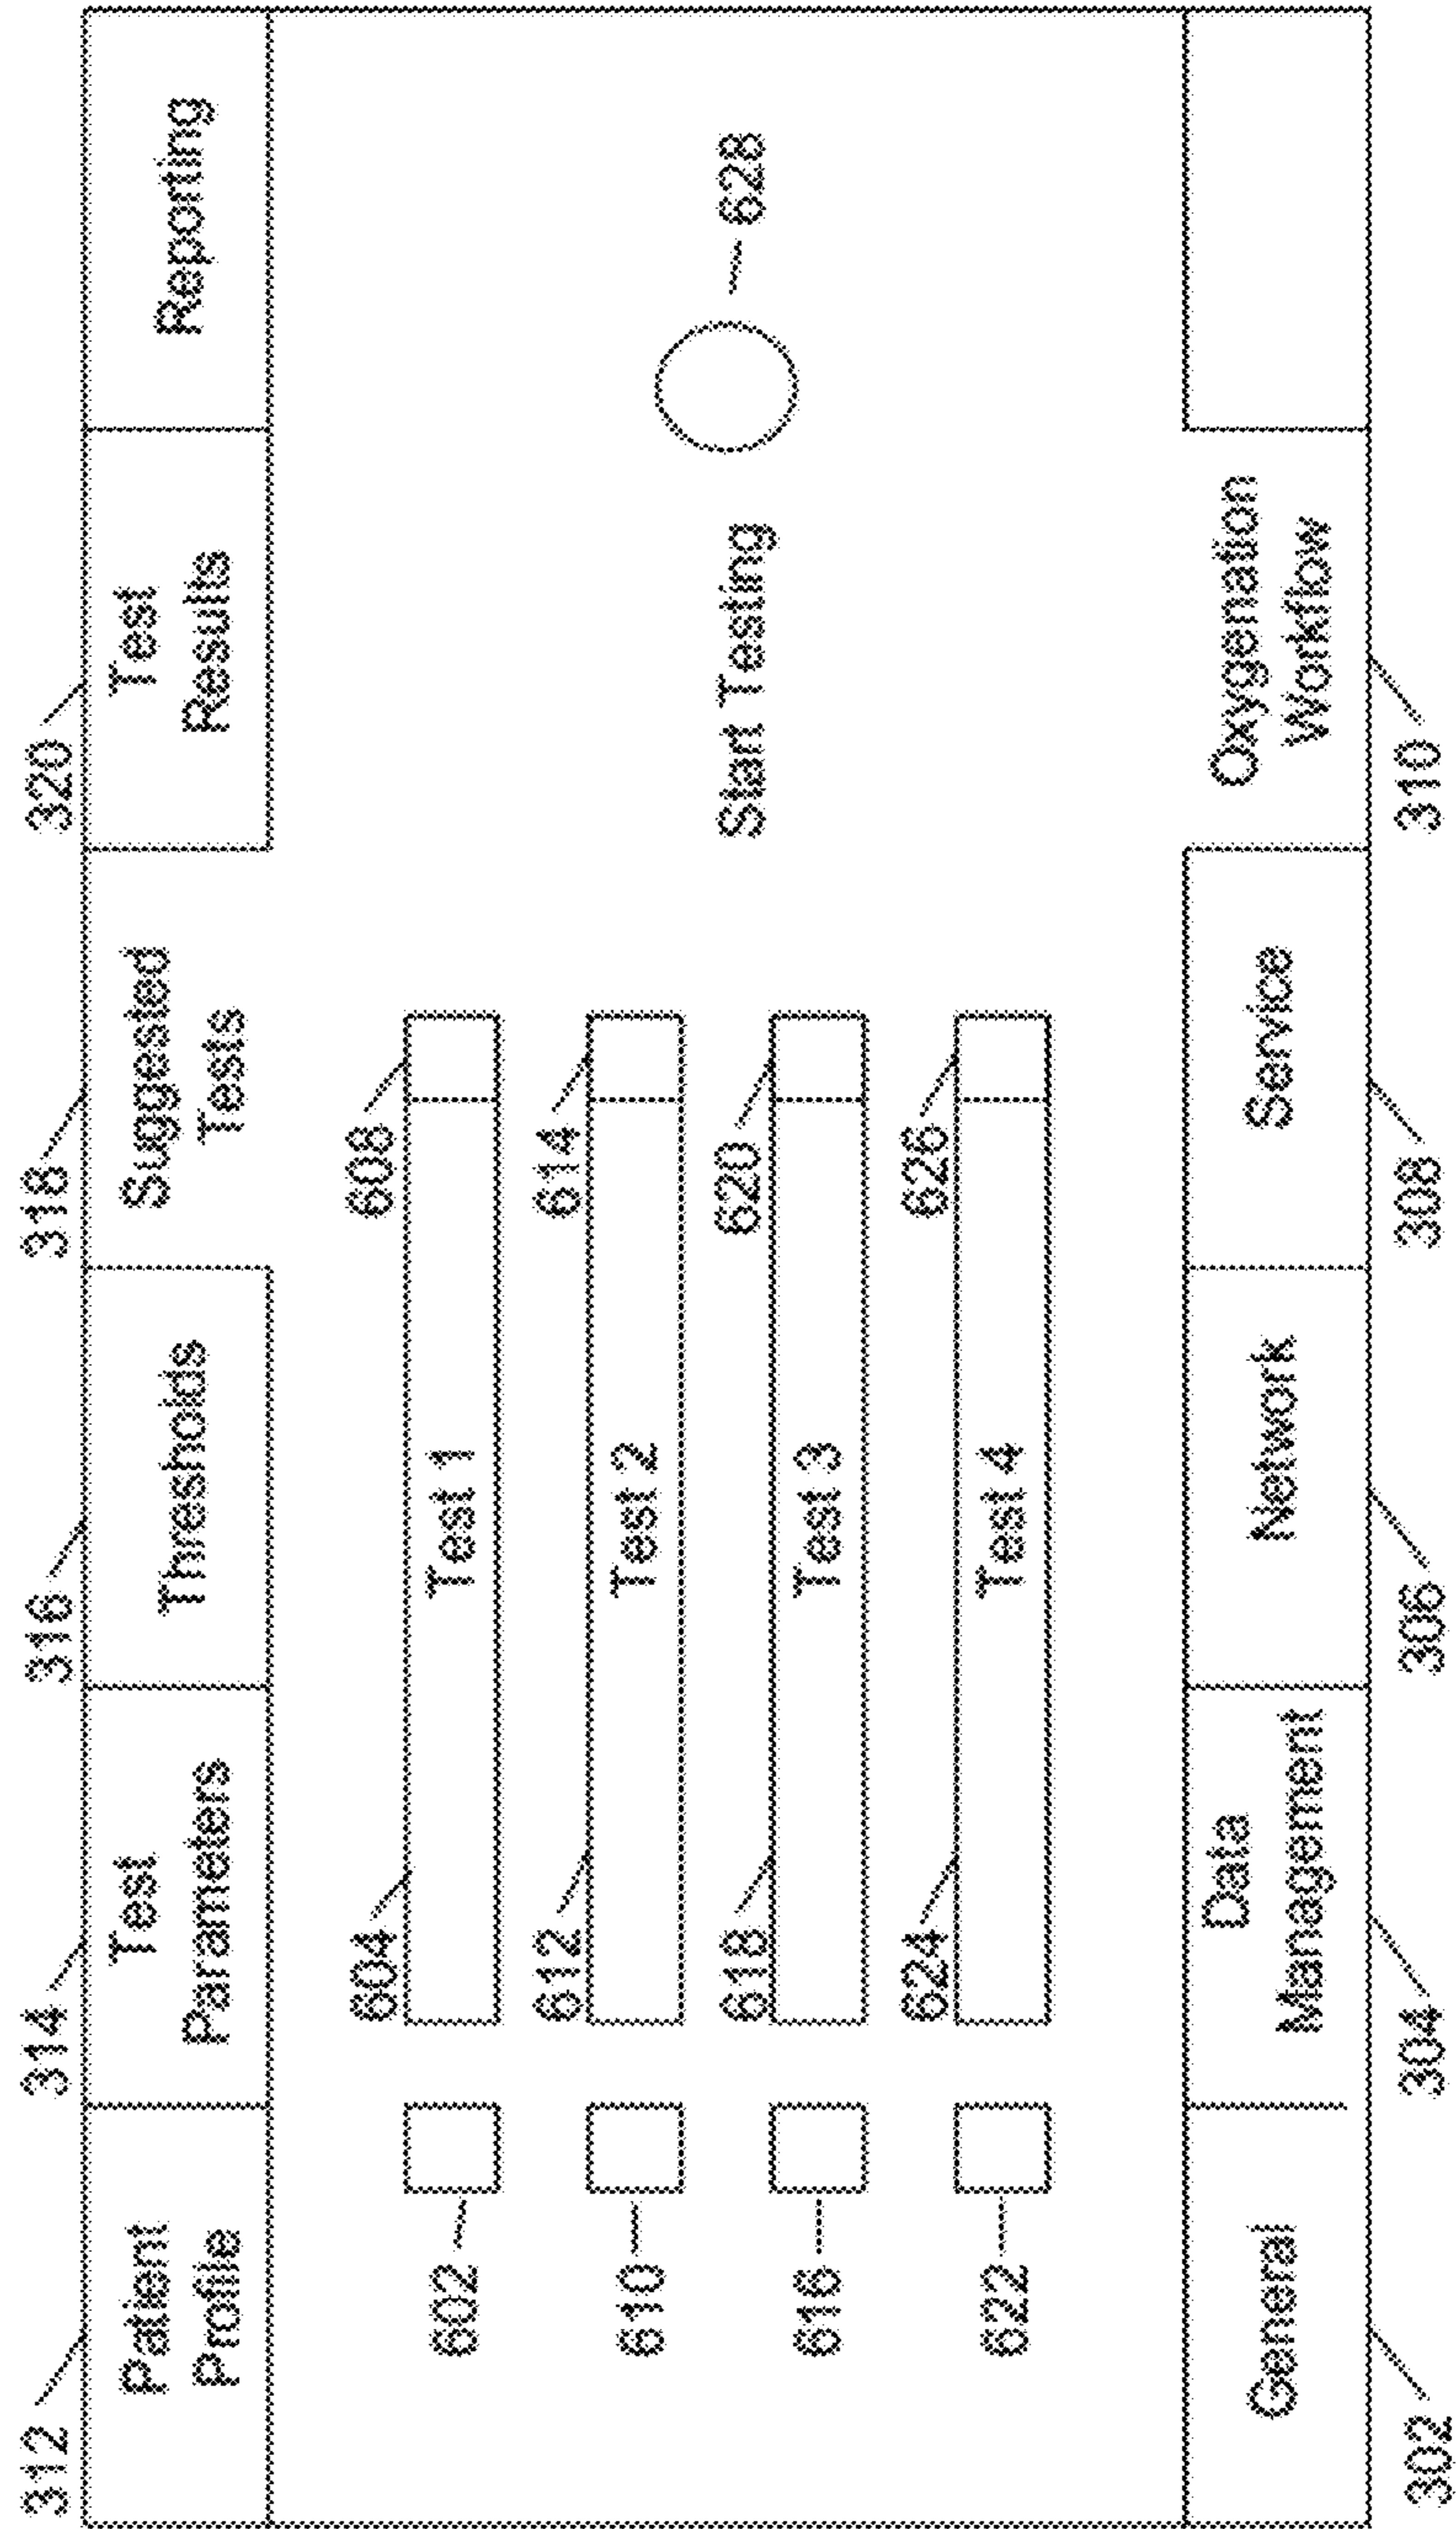 312
314
316
318
320
Patient
Profile
Test
Parameters
Thresholds
Suggested
Tests
Test
Results
Reporting
602
604
608
Test 1
610
612
614
Test 2
Start Testing
628
616
618
620
Test 3
622
624
626
Test 4
General
Data
Management
Network
Service
Oxygenation
Workflow
302
304
306
308
310